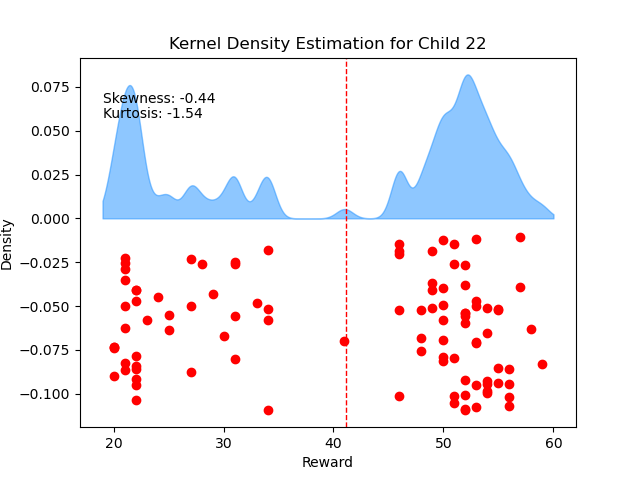 Kernel Density Estimation for Child 22
Skewness: -0.44
Kurtosis: -1.54
0.075
0.050
0.025
0.000
−0.025
−0.050
−0.075
−0.100
Density
20 30 40 50 60
Reward